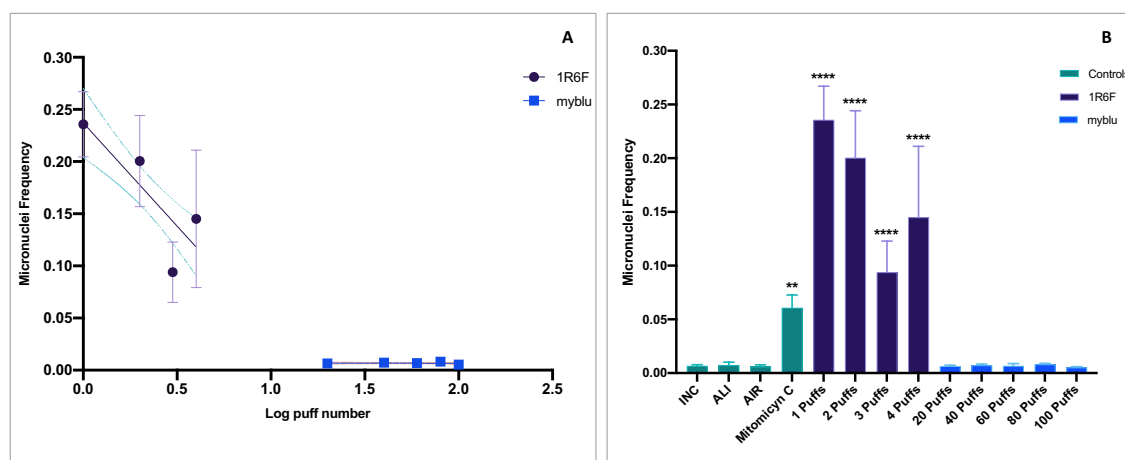 A
0.30
0.25
0.20
0.15
0.10
0.05
0.00
0.0
0.5
1.0
1.5
2.0
2.5
Micronuclei Frequency
Log puff number
1R6F
myblu
B
0.30
0.25
0.20
0.15
0.10
0.05
0.00
Micronuclei Frequency
**
****
****
****
****
Control
1R6F
myblu
INC
ALI
AIR
Mitomicyn C
1 Puffs
2 Puffs
3 Puffs
4 Puffs
20 Puffs
40 Puffs
60 Puffs
80 Puffs
100 Puffs